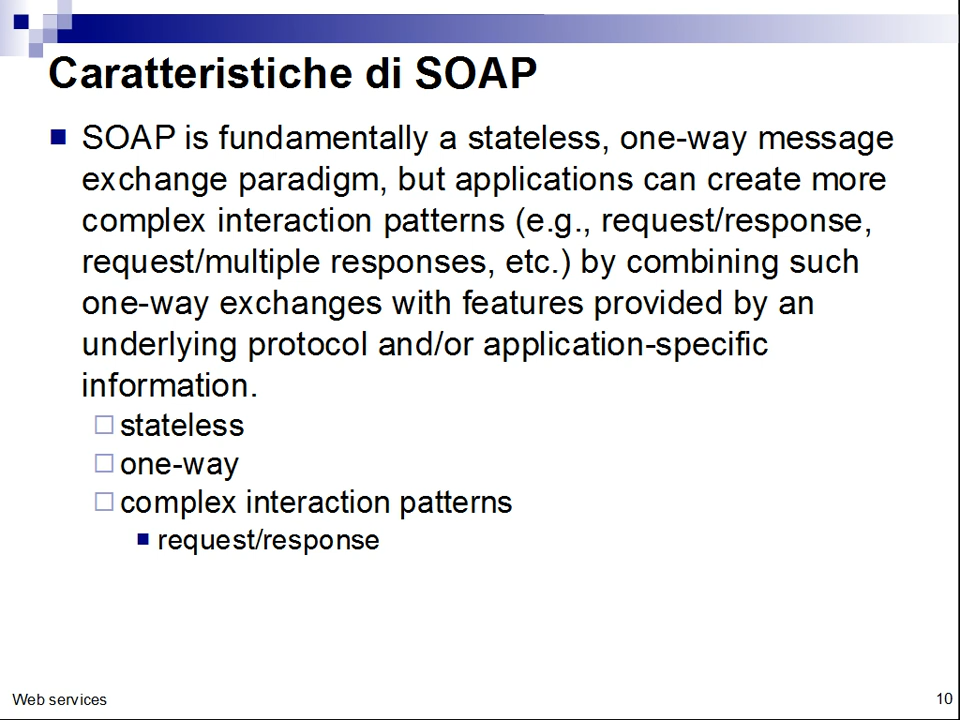 Caratteristiche di SOAP
SOAP is fundamentally a stateless, one-way message
exchange paradigm, but applications can create more
complex interaction patterns (e.g., request/response,
request/multiple responses, etc.) by combining such
one-way exchanges with features provided by an
underlying protocol and/or application-specific
information.
stateless
one-way
complex interaction patterns
request/response
Web services
10